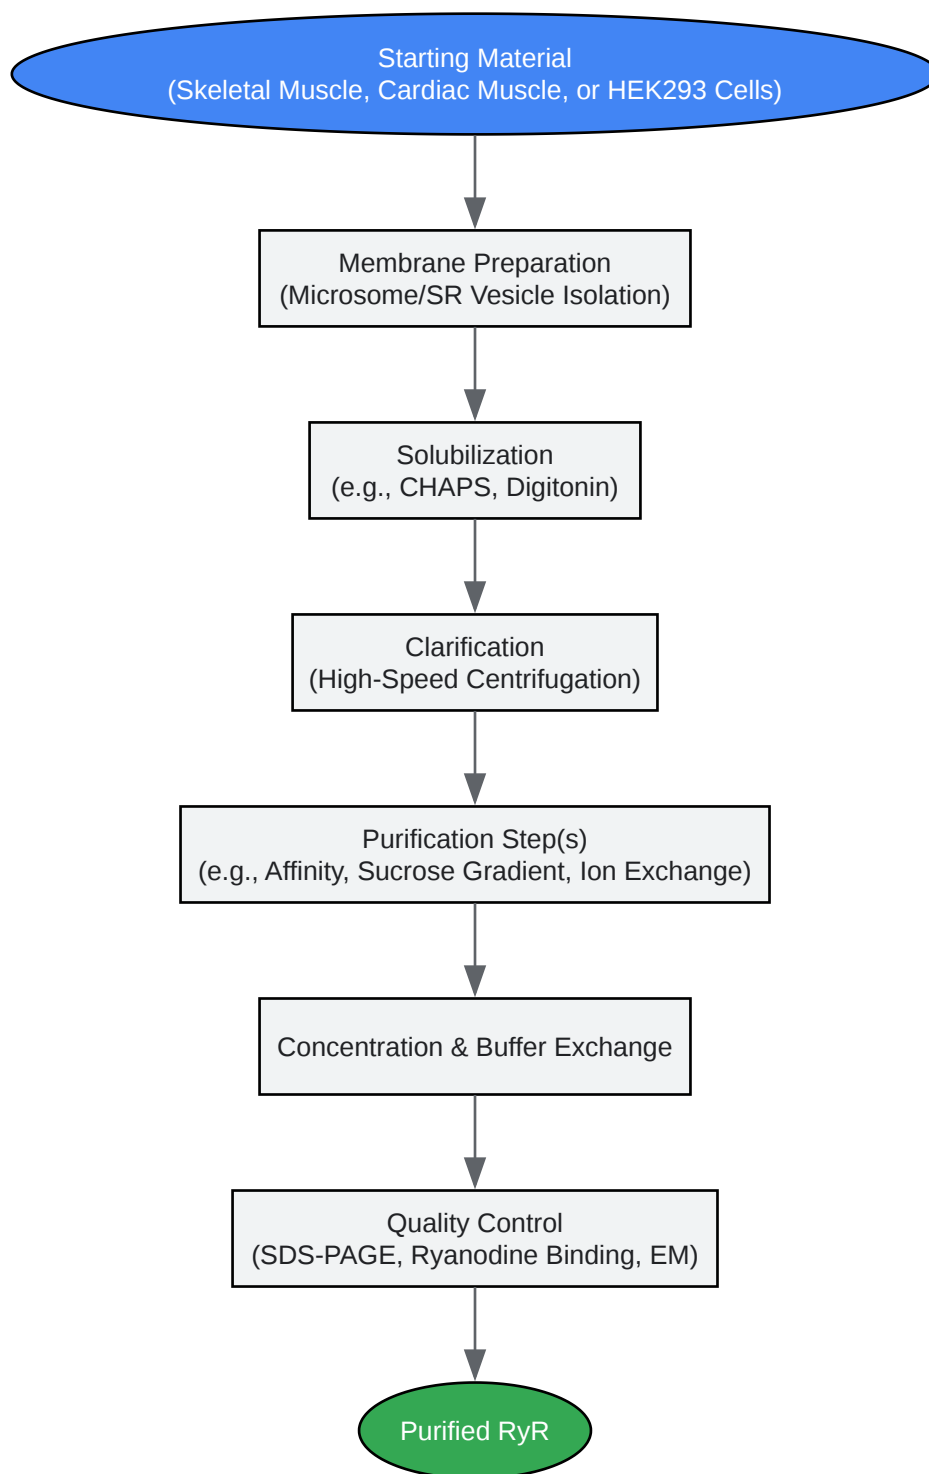 Starting Material
(Skeletal Muscle, Cardiac Muscle, or HEK293 Cells)
Membrane Preparation
(Microsome/SR Vesicle Isolation)
Solubilization
(e.g., CHAPS, Digitonin)
Clarification
(High-Speed Centrifugation)
Purification Step(s)
(e.g., Affinity, Sucrose Gradient, Ion Exchange)
Concentration & Buffer Exchange
Quality Control
(SDS-PAGE, Ryanodine Binding, EM)
Purified RyR